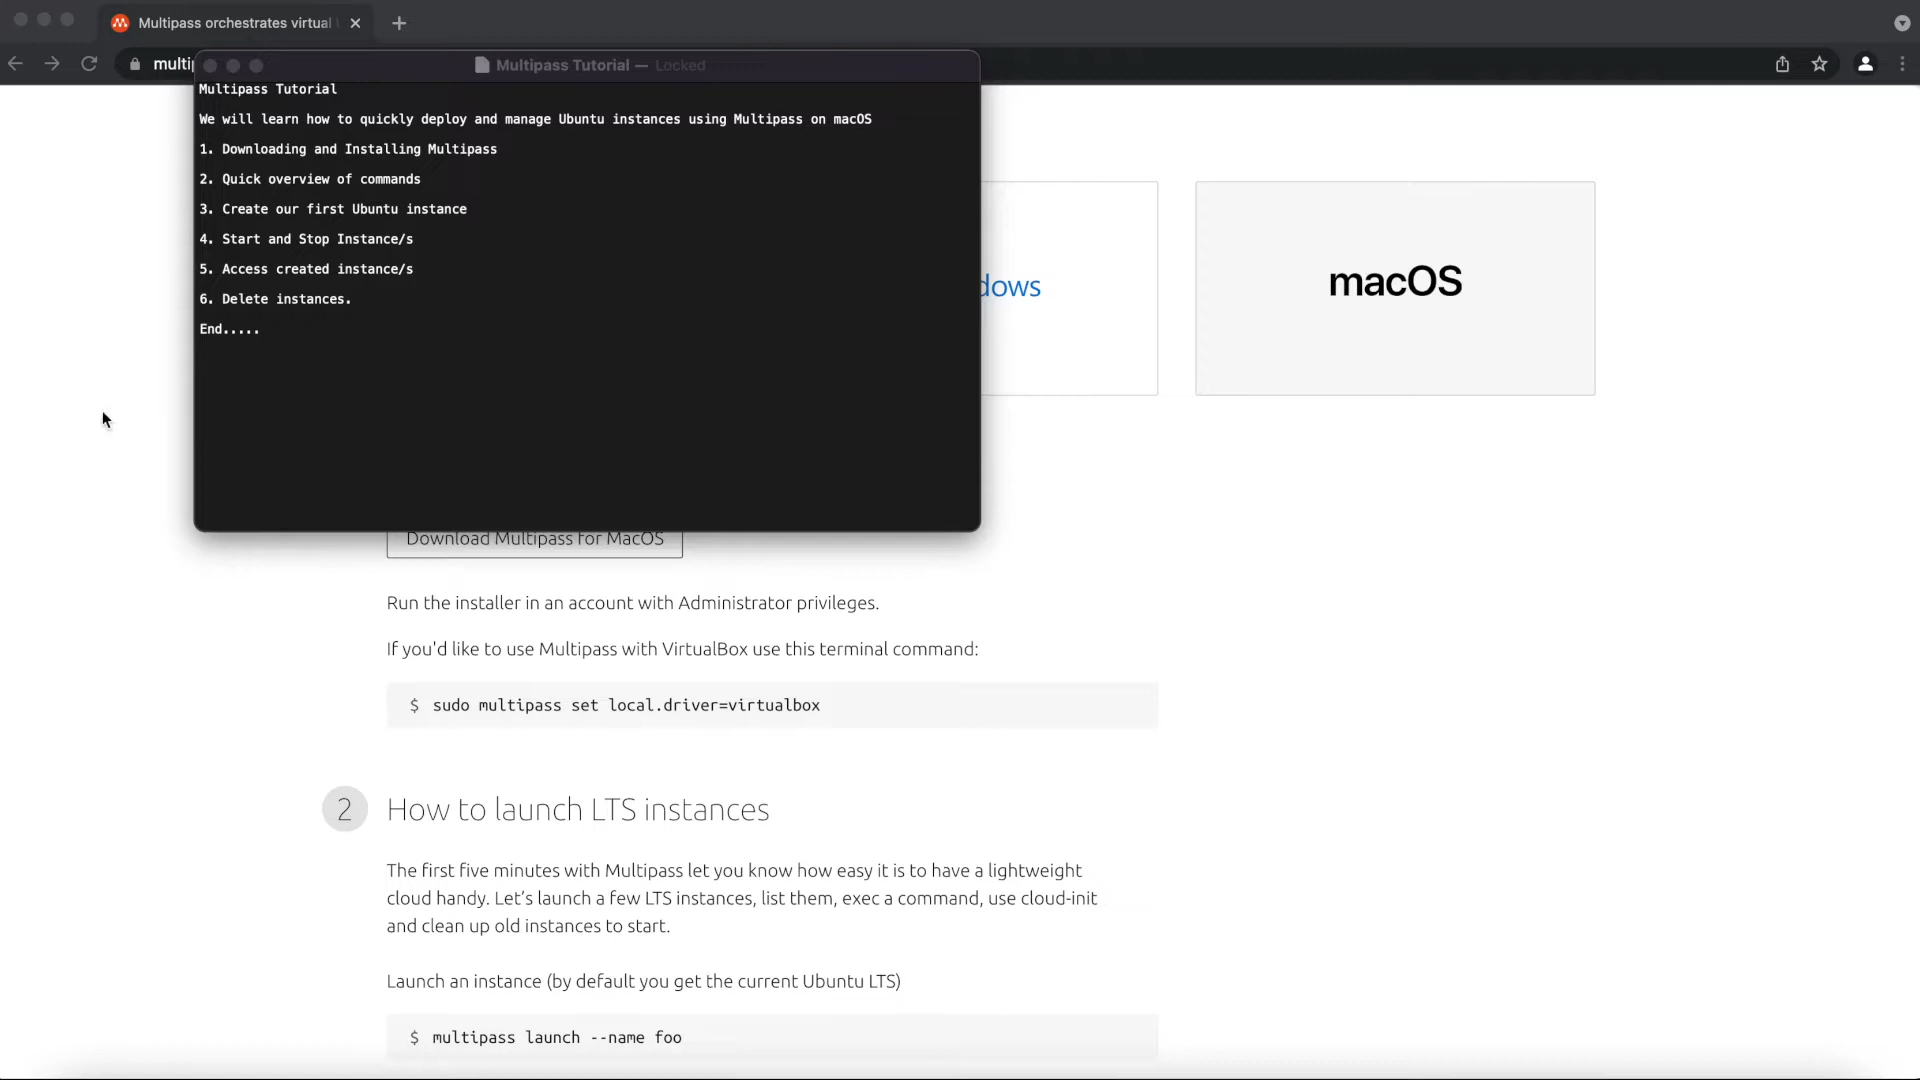 Multipass orchestrates virtual
multip
Multipass Tutorial — Locked
Multipass Tutorial
We will learn how to quickly deploy and manage Ubuntu instances using Multipass on macOS
1. Downloading and Installing Multipass
2. Quick overview of commands
3. Create our first Ubuntu instance
4. Start and Stop Instance/s
5. Access created instance/s
6. Delete instances.
End.....
dows
macOS
Download Multipass for MacOS
Run the installer in an account with Administrator privileges.
If you'd like to use Multipass with VirtualBox use this terminal command:
$ sudo multipass set local.driver=virtualbox
2 How to launch LTS instances
The first five minutes with Multipass let you know how easy it is to have a lightweight
cloud handy. Let’s launch a few LTS instances, list them, exec a command, use cloud-init
and clean up old instances to start.
Launch an instance (by default you get the current Ubuntu LTS)
$ multipass launch --name foo